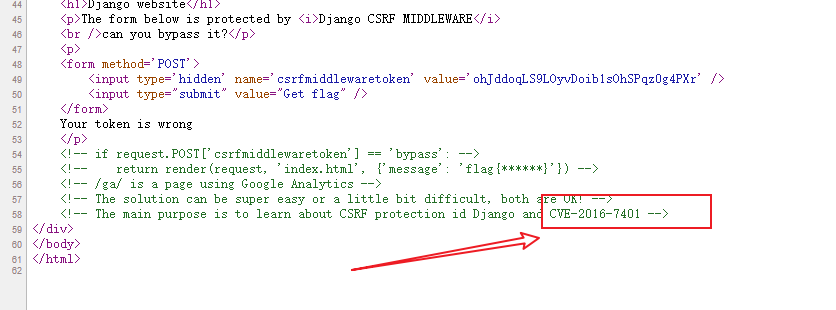 44 <h1>Django website</h1>
45 <p>The form below is protected by <i>Django CSRF MIDDLEWARE</i>
46 <br />can you bypass it?</p>
47 <p>
48 <form method='POST'>
49 <input type='hidden' name='csrfmiddlewaretoken' value='ohJddoqLS9LOyvDoib1sOhSPqz0g4PXr' />
50 <input type="submit" value="Get flag" />
51 </form>
52 Your token is wrong
53 </p>
54 <!-- if request.POST['csrfmiddlewaretoken'] == 'bypass': -->
55 <!-- return render(request, 'index.html', {'message': 'flag{******}'}) -->
56 <!-- /ga/ is a page using Google Analytics -->
57 <!-- The solution can be super easy or a little bit difficult, both are OK! -->
58 <!-- The main purpose is to learn about CSRF protection id Django and CVE-2016-7401 -->
59 </div>
60 </body>
61 </html>
62